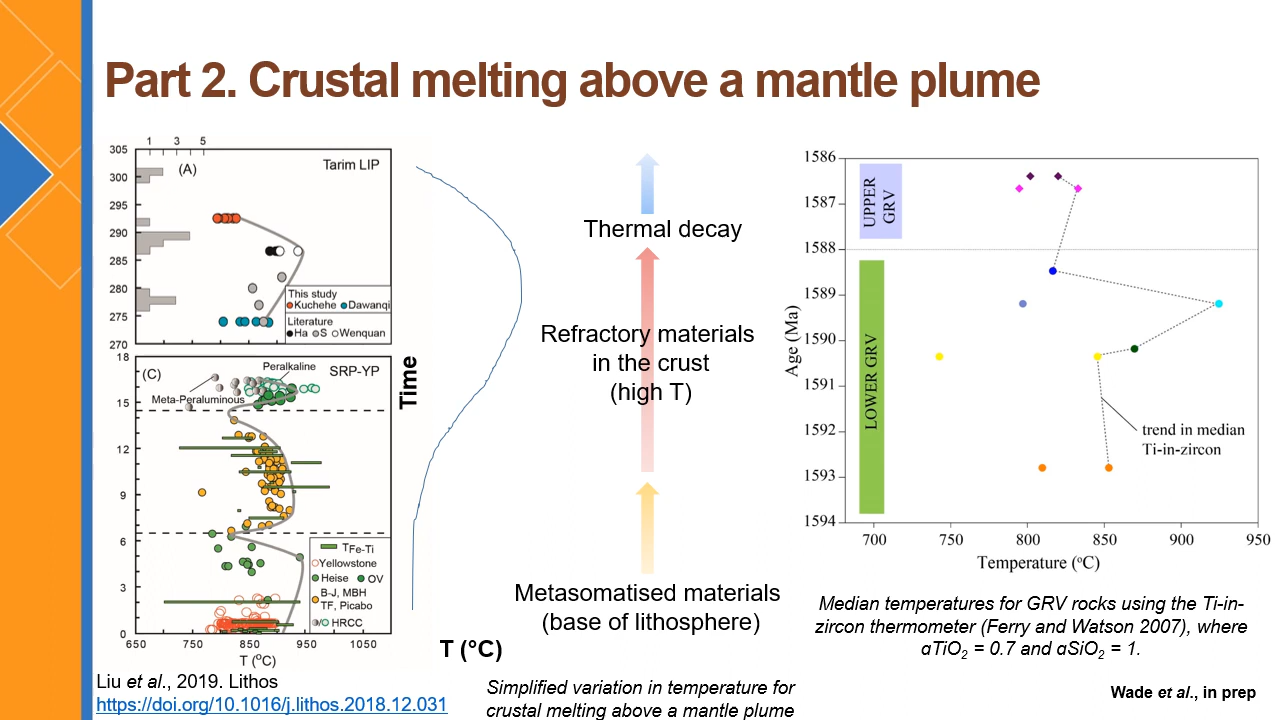 Part 2. Crustal melting above a mantle plume
1 3 5
305
300
295
290
285
280
275
270
(A)
Tarim LIP
This study
Kuchehe Dawanqi
Literature
Ha S Wenquan
18
15
12
9
6
3
0
(C)
SRP-YP
Peralkaline
Meta-Peraluminous
TFe-Ti
Yellowstone
Heise OV
B-J, MBH
TF, Picabo
HRCC
650 750 850 950 1050
T (°C)
Liu et al., 2019. Lithos
https://doi.org/10.1016/j.lithos.2018.12.031
Time
T (°C)
Thermal decay
Refractory materials
in the crust
(high T)
Metasomatised materials
(base of lithosphere)
Simplified variation in temperature for
crustal melting above a mantle plume
Age (Ma)
1586
1587
1588
1589
1590
1591
1592
1593
1594
UPPER
GRV
LOWER GRV
trend in median
Ti-in-zircon
700 750 800 850 900 950
Temperature (°C)
Median temperatures for GRV rocks using the Ti-in-
zircon thermometer (Ferry and Watson 2007), where
αTiO2 = 0.7 and αSiO2 = 1.
Wade et al., in prep